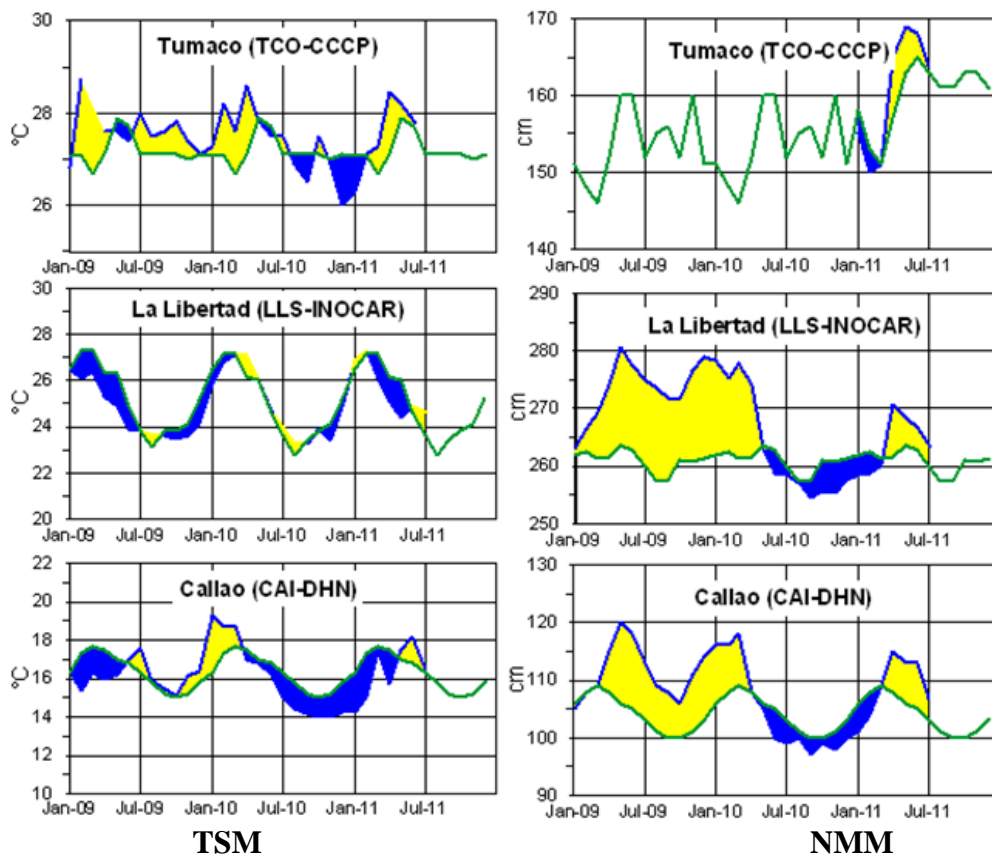 30
Tumaco (TCO-CCCP)
28
°C
26
Jan-09 Jul-09 Jan-10 Jul-10 Jan-11 Jul-11
170
Tumaco (TCO-CCCP)
160
cm
150
140
Jan-09 Jul-09 Jan-10 Jul-10 Jan-11 Jul-11
30
La Libertad (LLS-INOCAR)
28
26
°C
24
22
20
Jan-09 Jul-09 Jan-10 Jul-10 Jan-11 Jul-11
290
La Libertad (LLS-INOCAR)
280
cm
270
260
250
Jan-09 Jul-09 Jan-10 Jul-10 Jan-11 Jul-11
22
Callao (CAI-DHN)
20
18
°C
16
14
12
10
Jan-09 Jul-09 Jan-10 Jul-10 Jan-11 Jul-11
TSM
130
Callao (CAI-DHN)
120
cm
110
100
90
Jan-09 Jul-09 Jan-10 Jul-10 Jan-11 Jul-11
NMM